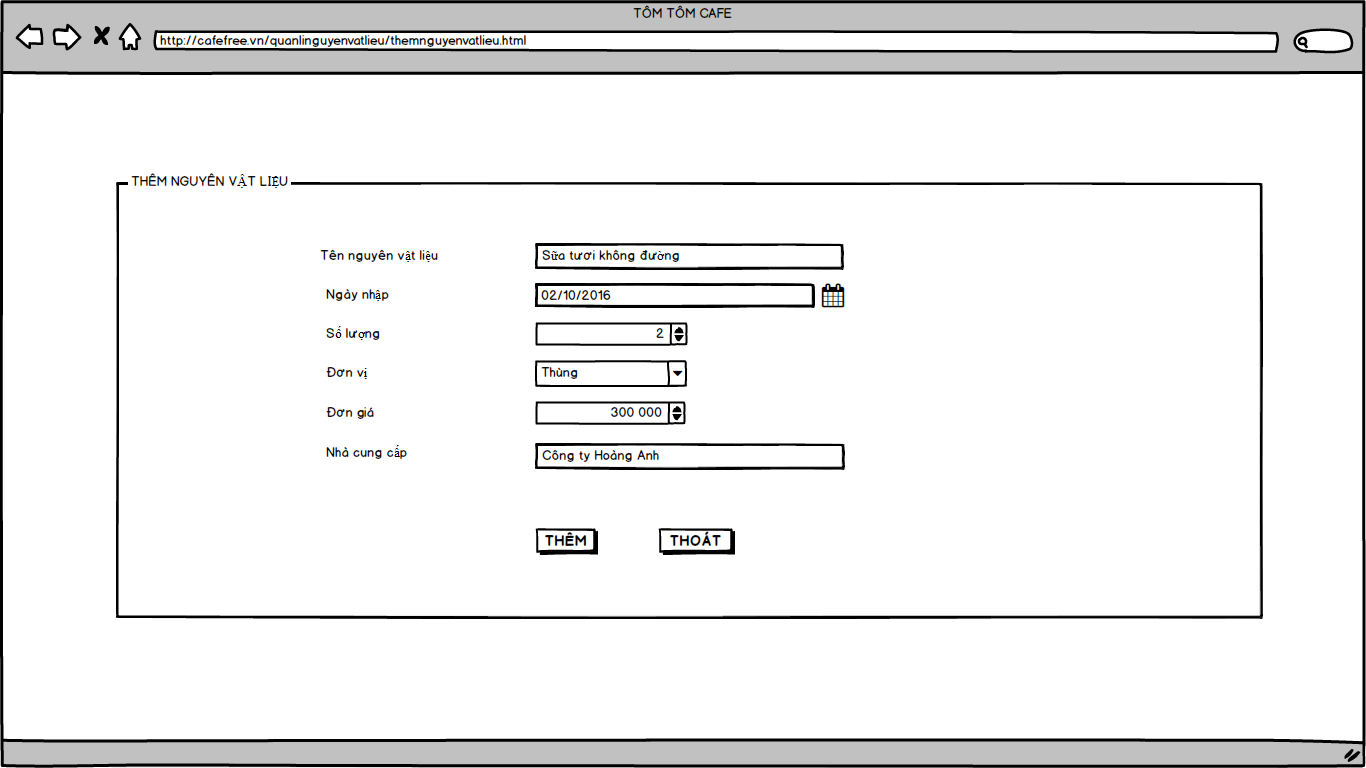 TÔM TÔM CAFE
http://cafefree.vn/quanlinguyenvatlieu/themnguyenvatlieu.html
THÊM NGUYÊN VẬT LIỆU
Tên nguyên vật liệu Sữa tươi không đường
Ngày nhập 02/10/2016
Số lượng 2
Đơn vị Thùng
Đơn giá 300 000
Nhà cung cấp Công ty Hoàng Anh
THÊM THOÁT